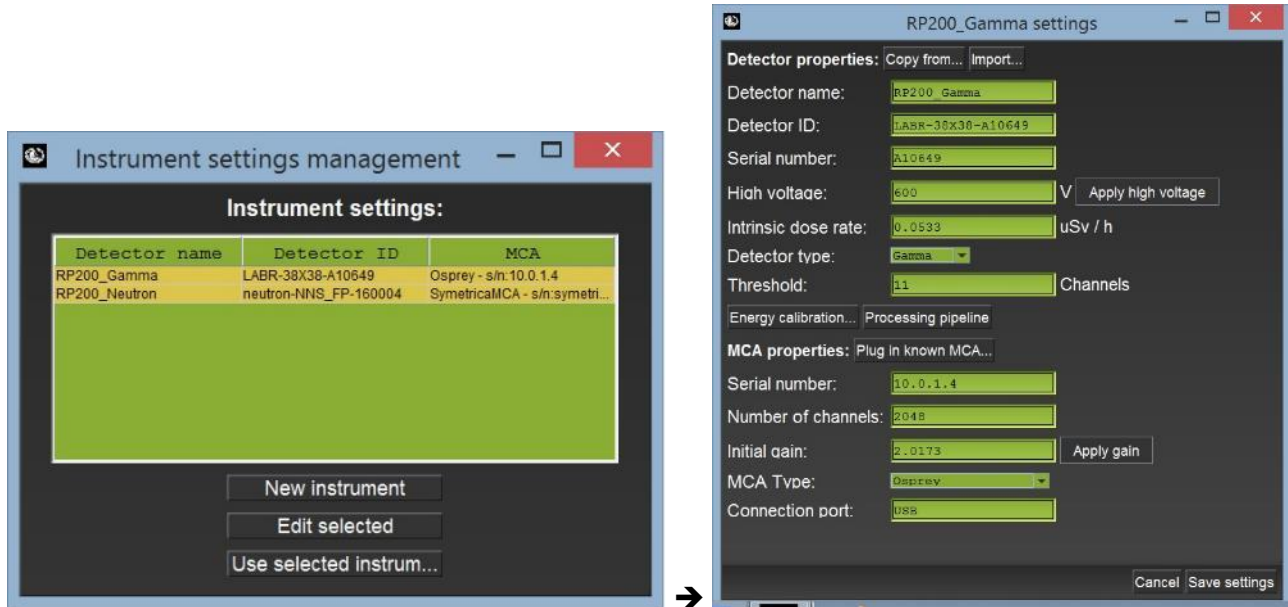 Instrument settings management
Instrument settings:
Detector name Detector ID MCA
RP200_Gamma LABR-38X38-A10649 Osprey - s/n:10.0.1.4
RP200_Neutron neutron-NNS_FP-160004 SymetricaMCA - s/n:symetri...
New instrument
Edit selected
Use selected instrum...
➔
RP200_Gamma settings
Detector properties: Copy from... Import...
Detector name: RP200_Gamma
Detector ID: LABR-38X38-A10649
Serial number: A10649
High voltage: 600 V Apply high voltage
Intrinsic dose rate: 0.0533 uSv / h
Detector type: Gamma
Threshold: 11 Channels
Energy calibration... Processing pipeline
MCA properties: Plug in known MCA...
Serial number: 10.0.1.4
Number of channels: 2048
Initial gain: 2.0173 Apply gain
MCA Type: Osprey
Connection port: USB
Cancel Save settings